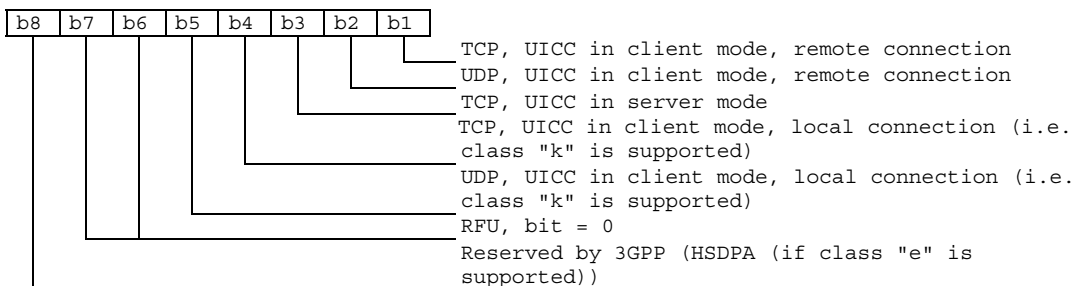 b8 b7 b6 b5 b4 b3 b2 b1
TCP, UICC in client mode, remote connection
UDP, UICC in client mode, remote connection
TCP, UICC in server mode
TCP, UICC in client mode, local connection (i.e.
class "k" is supported)
UDP, UICC in client mode, local connection (i.e.
class "k" is supported)
RFU, bit = 0
Reserved by 3GPP (HSDPA (if class "e" is
supported))